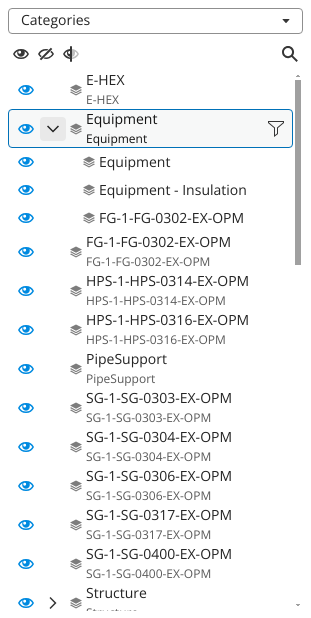 Categories
E-HEX
E-HEX
Equipment
Equipment
Equipment
Equipment - Insulation
FG-1-FG-0302-EX-OPM
FG-1-FG-0302-EX-OPM
FG-1-FG-0302-EX-OPM
HPS-1-HPS-0314-EX-OPM
HPS-1-HPS-0314-EX-OPM
HPS-1-HPS-0316-EX-OPM
HPS-1-HPS-0316-EX-OPM
PipeSupport
PipeSupport
SG-1-SG-0303-EX-OPM
SG-1-SG-0303-EX-OPM
SG-1-SG-0304-EX-OPM
SG-1-SG-0304-EX-OPM
SG-1-SG-0306-EX-OPM
SG-1-SG-0306-EX-OPM
SG-1-SG-0317-EX-OPM
SG-1-SG-0317-EX-OPM
SG-1-SG-0400-EX-OPM
SG-1-SG-0400-EX-OPM
Structure